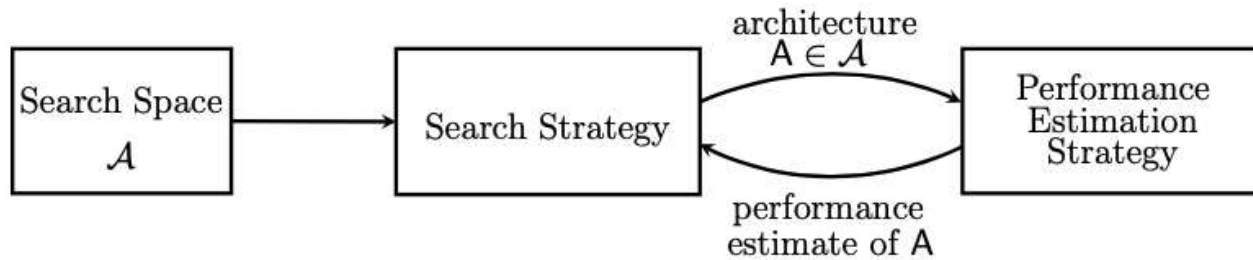 Search Space
𝒜
Search Strategy
architecture
A ∈ 𝒜
performance
estimate of A
Performance
Estimation
Strategy